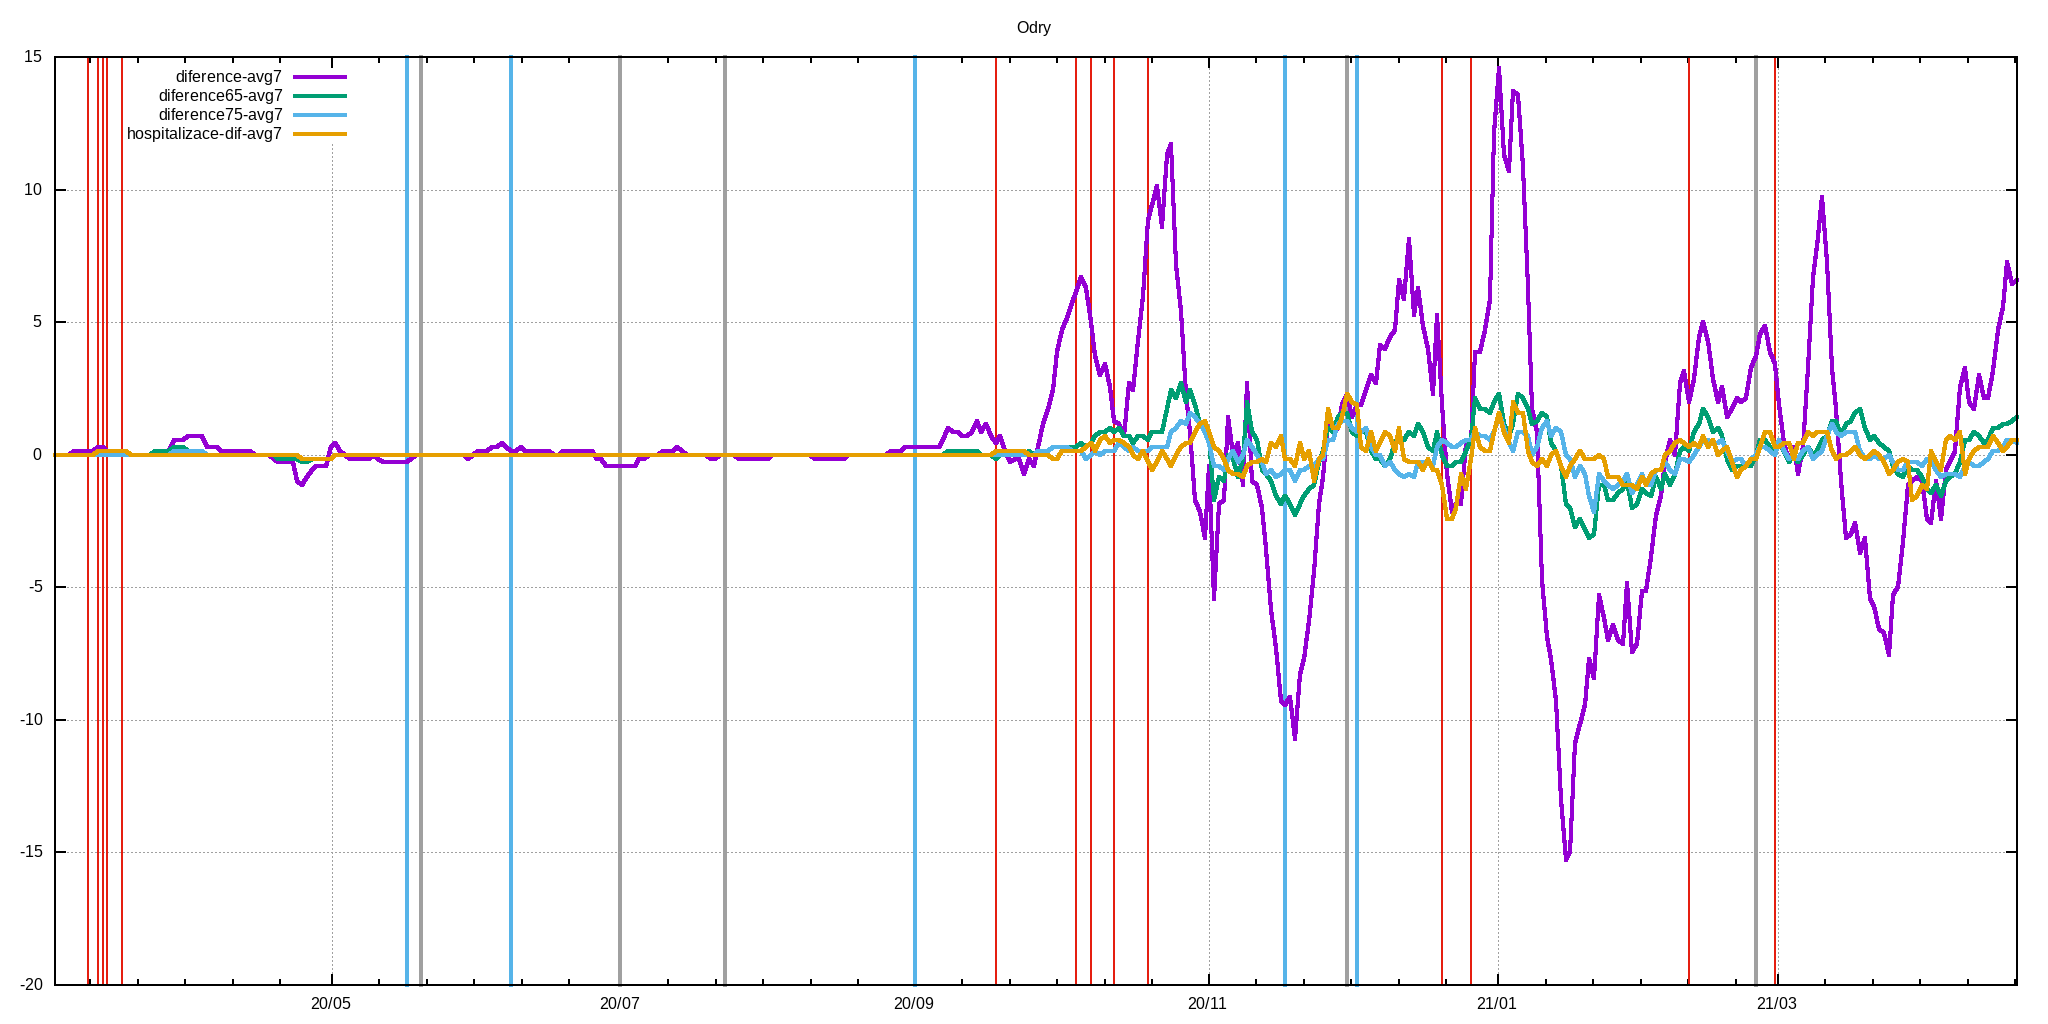 Odry
15
diference-avg7
diference65-avg7
diference75-avg7
hospitalizace-dif-avg7
10
5
0
-5
-10
-15
-20
20/05 20/07 20/09 20/11 21/01 21/03